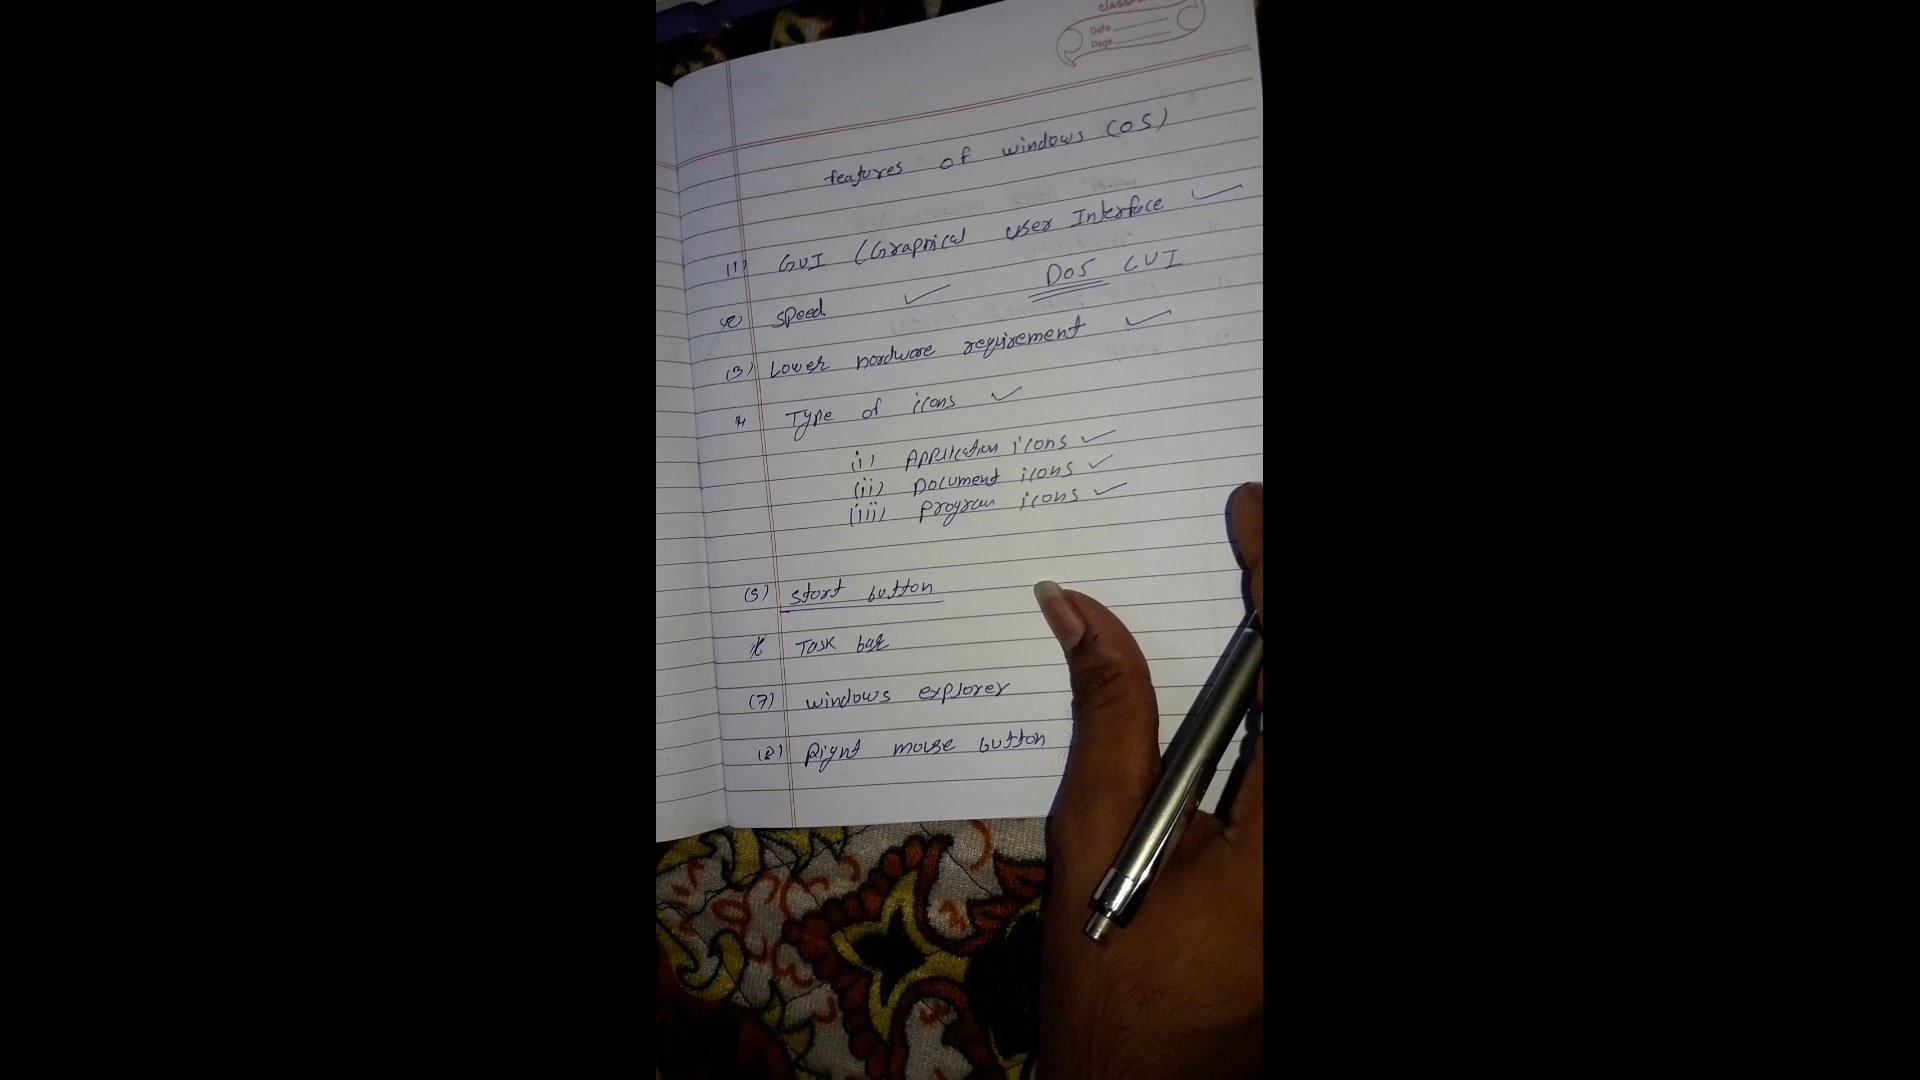 Date
Page
features of windows (OS)
(1) GUI (Graphical user Interface ✓
DOS CUI
(2) speed ✓
(3) Lower hardware requirement ✓
4 Type of icons ✓
(i) Application icons ✓
(ii) Document icons ✓
(iii) program icons ✓
(5) start button
6 Task bar
(7) windows explorer
(8) Right mouse button